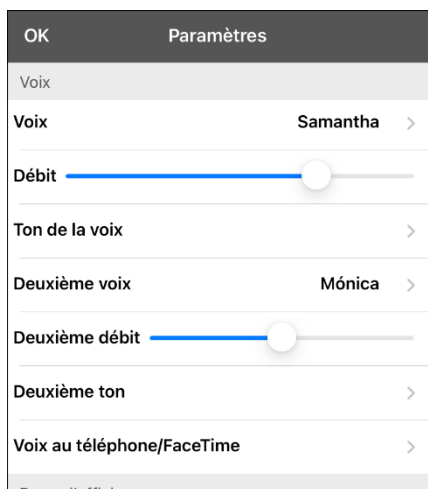 OK Paramètres
Voix
Voix Samantha
Débit
Ton de la voix
Deuxième voix Mónica
Deuxième débit
Deuxième ton
Voix au téléphone/FaceTime